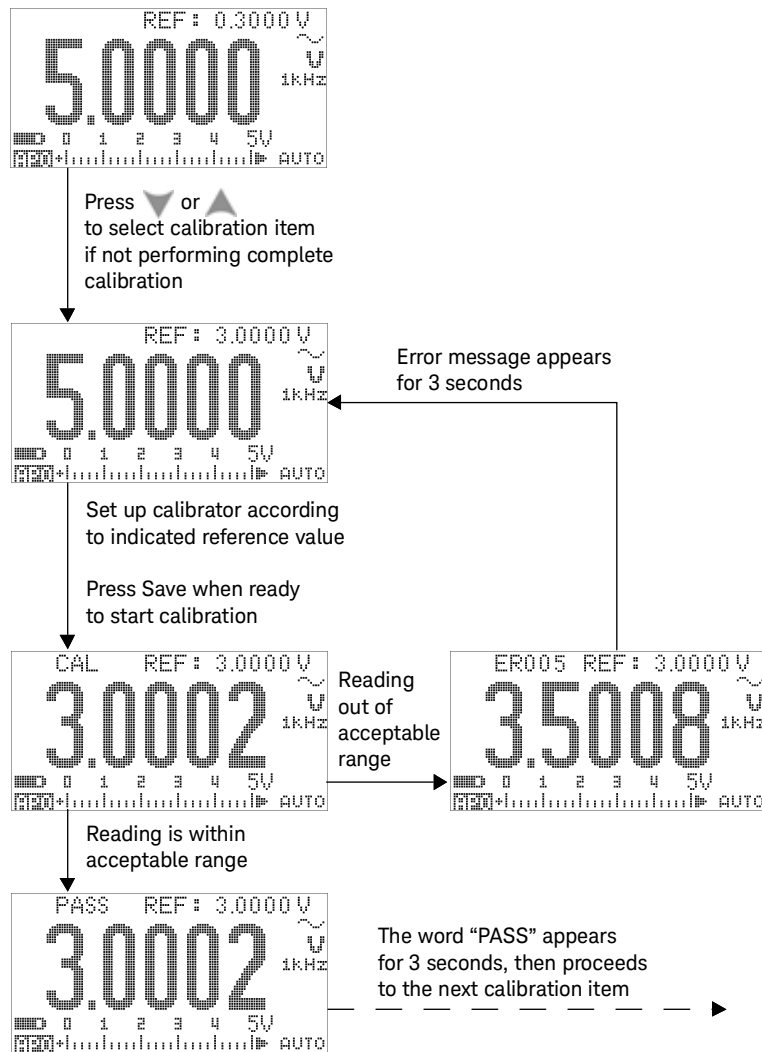 REF: 0.3000 V
5.0000
V
1kHz
0 1 2 3 4 5V
APO + AUTO
Press or
to select calibration item
if not performing complete
calibration
REF: 3.0000 V
5.0000
V
1kHz
0 1 2 3 4 5V
APO + AUTO
Error message appears
for 3 seconds
Set up calibrator according
to indicated reference value
Press Save when ready
to start calibration
CAL REF: 3.0000 V
3.0002
V
1kHz
0 1 2 3 4 5V
APO + AUTO
Reading
out of
acceptable
range
ER005 REF: 3.0000 V
3.5008
V
1kHz
0 1 2 3 4 5V
APO + AUTO
Reading is within
acceptable range
PASS REF: 3.0000 V
3.0002
V
1kHz
0 1 2 3 4 5V
APO + AUTO
The word “PASS” appears
for 3 seconds, then proceeds
to the next calibration item